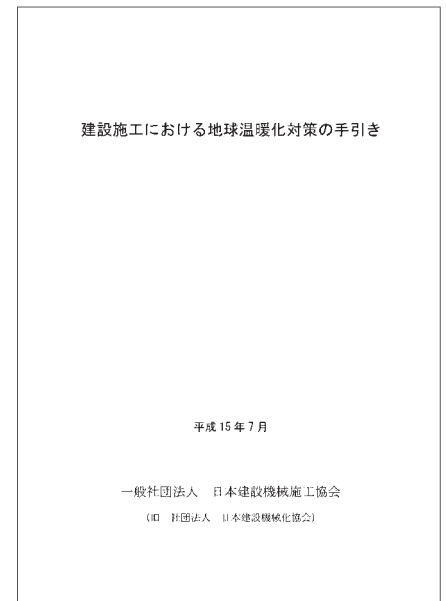 建設施工における地球温暖化対策の手引き
平成15年7月
一般社団法人 日本建設機械施工協会
(旧 社団法人 日本建設機械化協会)